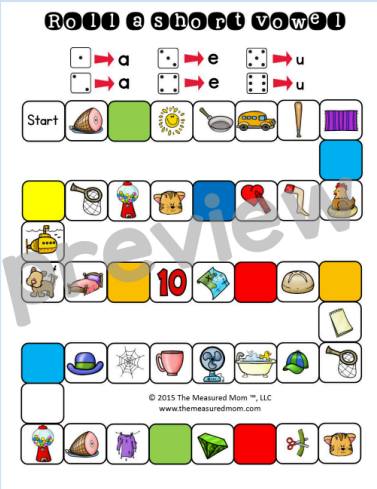 Roll a short vowel
a e u
a e u
Start
preview
10
© 2015 The Measured Mom ™, LLC
www.themeasuredmom.com